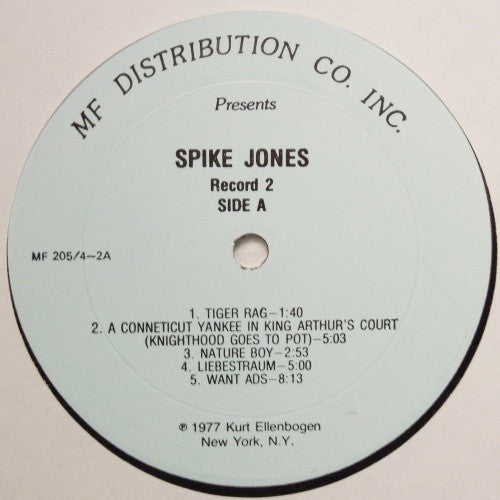 MF DISTRIBUTION CO. INC.
Presents
SPIKE JONES
Record 2
SIDE A
MF 205/4-2A
1. TIGER RAG-1:40
2. A CONNETICUT YANKEE IN KING ARTHUR'S COURT
(KNIGHTHOOD GOES TO POT)-5:03
3. NATURE BOY-2:53
4. LIEBESTRAUM-5:00
5. WANT ADS-8:13
℗ 1977 Kurt Ellenbogen
New York, N.Y.